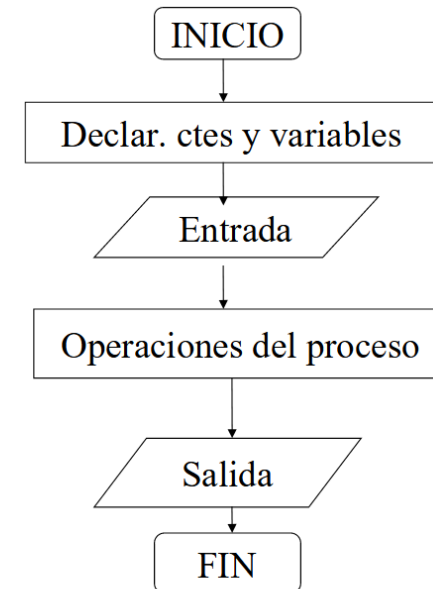 INICIO
Declar. ctes y variables
Entrada
Operaciones del proceso
Salida
FIN